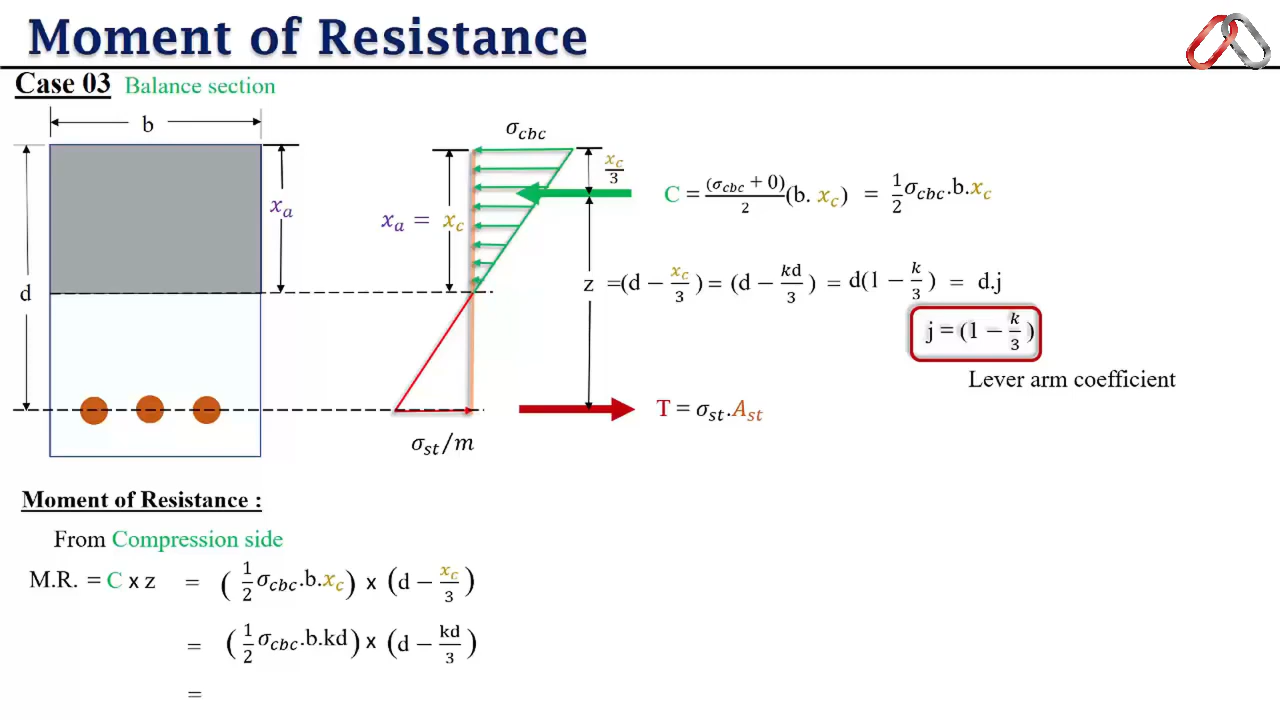 Moment of Resistance
Case 03 Balance section
b
d
xₐ
σ_cbc
xₐ = x_c
x_c/3
C = (σ_cbc + 0)/2 (b. x_c) = 1/2 σ_cbc.b.x_c
z =(d − x_c/3) = (d − kd/3) = d(1 − k/3) = d.j
j = (1 − k/3)
Lever arm coefficient
T = σ_st.A_st
σ_st/m
Moment of Resistance :
From Compression side
M.R. = C x z = (1/2 σ_cbc.b.x_c) x (d − x_c/3)
= (1/2 σ_cbc.b.kd) x (d − kd/3)
=